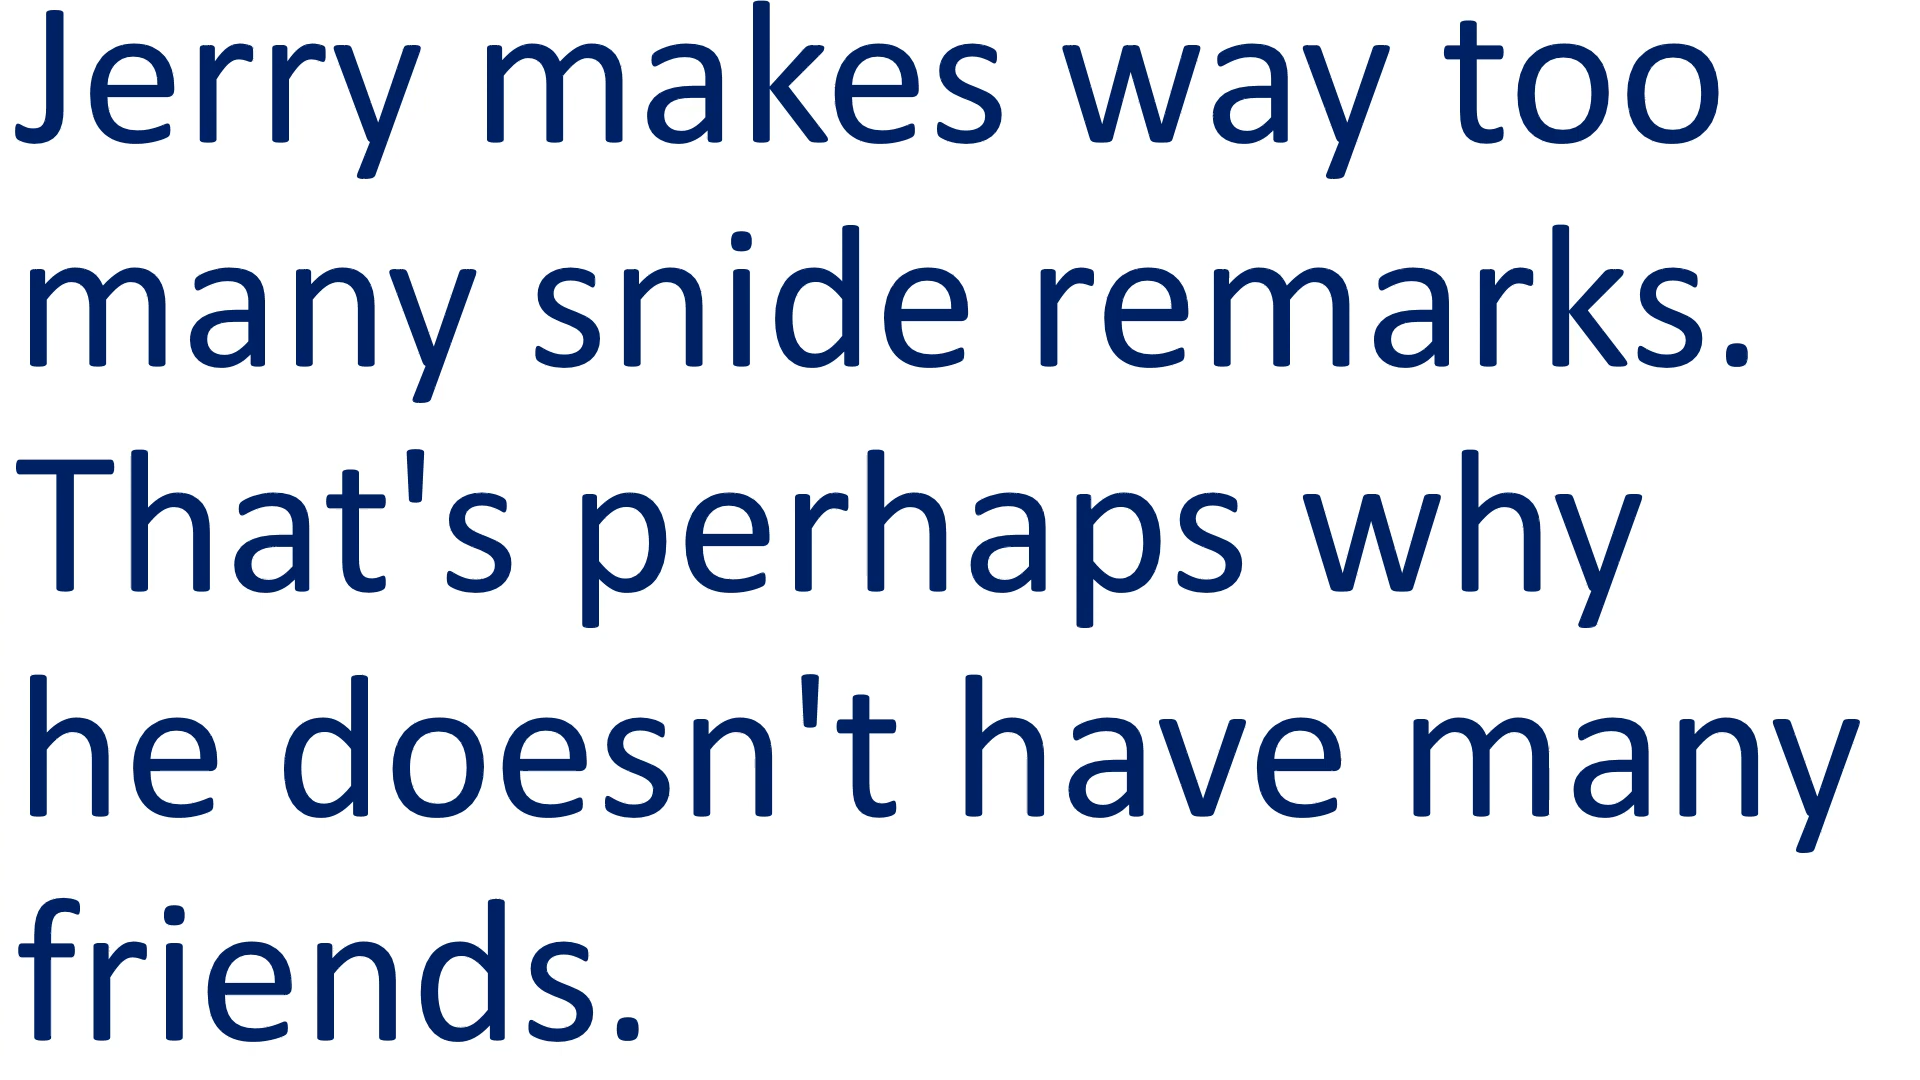 Jerry makes way too
many snide remarks.
That's perhaps why
he doesn't have many
friends.